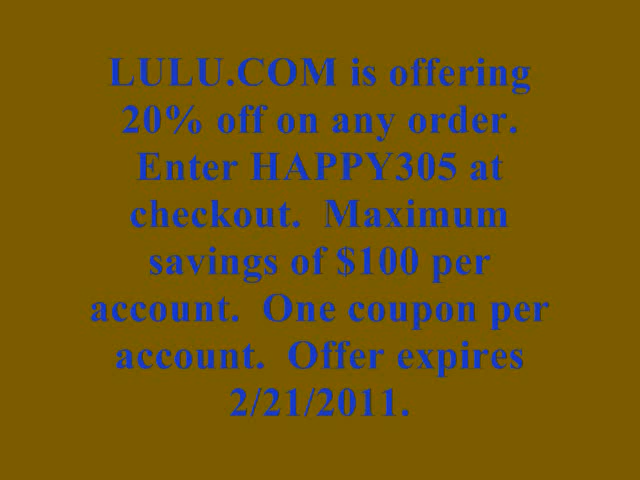 LULU.COM is offering
20% off on any order.
Enter HAPPY305 at
checkout.  Maximum
savings of $100 per
account.  One coupon per
account.  Offer expires
2/21/2011.